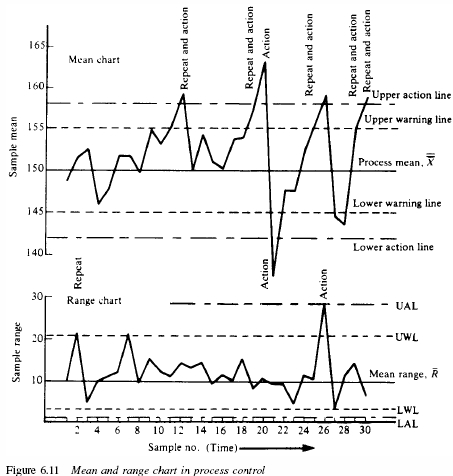 Mean chart
Repeat and action
Repeat and action
Action
Repeat and action
Repeat and action
Repeat and action
165
160
155
150
145
140
Sample mean
Upper action line
Upper warning line
Process mean, X̿
Lower warning line
Lower action line
Repeat
Action
Action
Range chart
30
20
10
Sample range
UAL
UWL
Mean range, R̄
LWL
LAL
2 4 6 8 10 12 14 16 18 20 22 24 26 28 30
Sample no. (Time)
Figure 6.11 Mean and range chart in process control